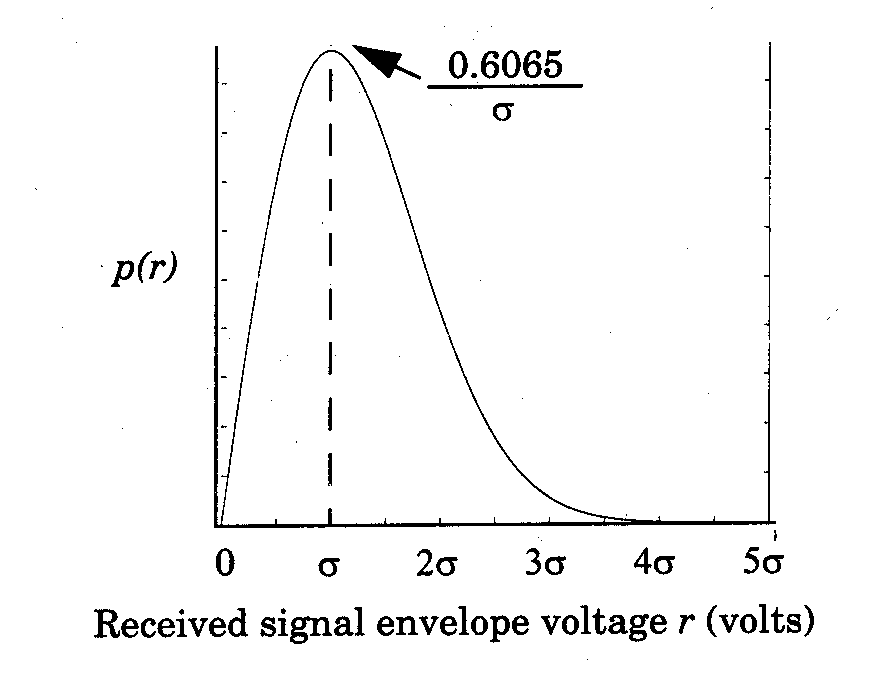 0.6065
σ
p(r)
0 σ 2σ 3σ 4σ 5σ
Received signal envelope voltage r (volts)